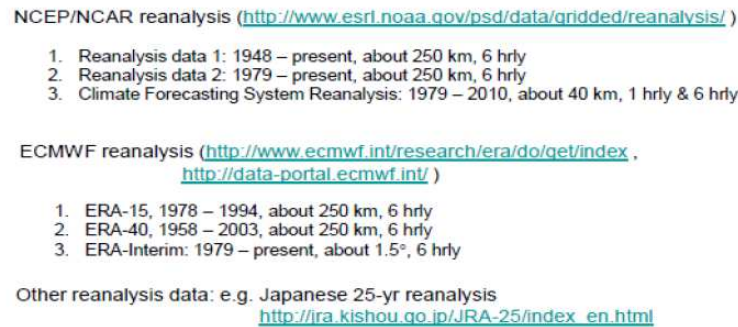 NCEP/NCAR reanalysis (http://www.esrl.noaa.gov/psd/data/gridded/reanalysis/ )
1. Reanalysis data 1: 1948 – present, about 250 km, 6 hrly
2. Reanalysis data 2: 1979 – present, about 250 km, 6 hrly
3. Climate Forecasting System Reanalysis: 1979 – 2010, about 40 km, 1 hrly & 6 hrly
ECMWF reanalysis (http://www.ecmwf.int/research/era/do/get/index ,
http://data-portal.ecmwf.int/ )
1. ERA-15, 1978 – 1994, about 250 km, 6 hrly
2. ERA-40, 1958 – 2003, about 250 km, 6 hrly
3. ERA-Interim: 1979 – present, about 1.5°, 6 hrly
Other reanalysis data: e.g. Japanese 25-yr reanalysis
http://jra.kishou.go.jp/JRA-25/index_en.html